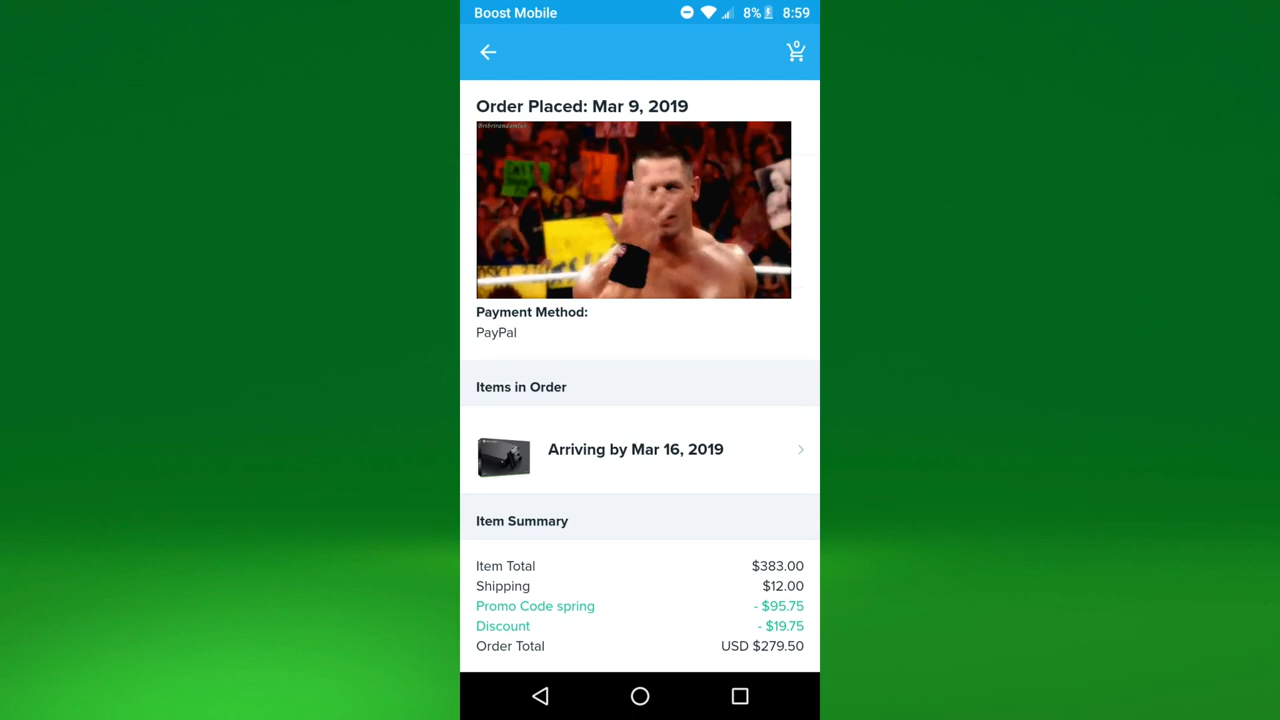 Boost Mobile 8% 8:59
0
Order Placed: Mar 9, 2019
Payment Method:
PayPal
Items in Order
Arriving by Mar 16, 2019
Item Summary
Item Total $383.00
Shipping $12.00
Promo Code spring - $95.75
Discount - $19.75
Order Total USD $279.50